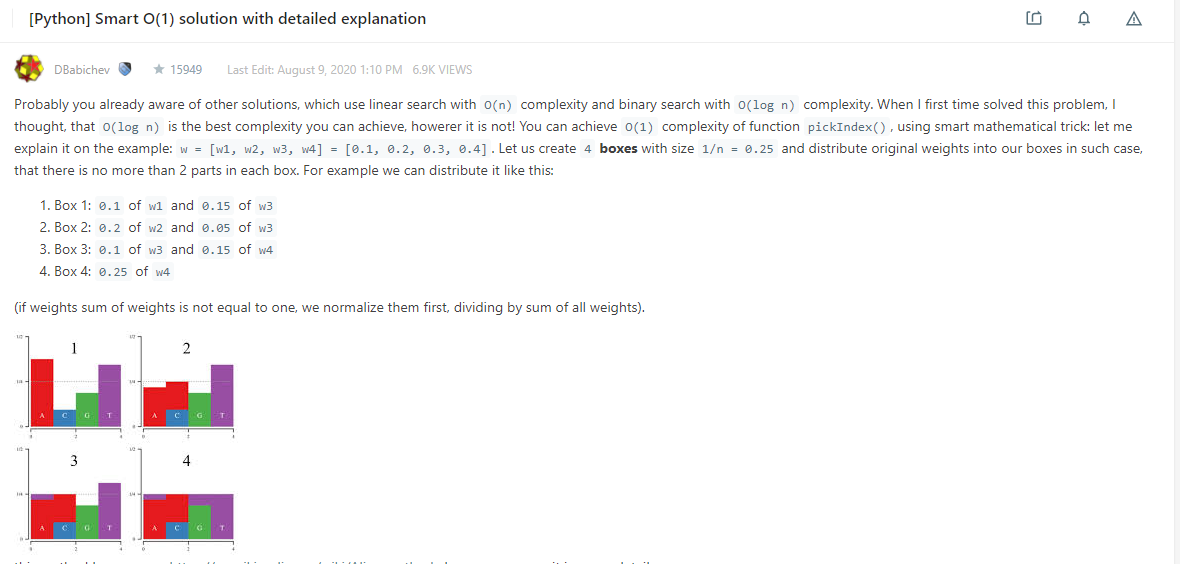 [Python] Smart O(1) solution with detailed explanation
DBabichev 15949 Last Edit: August 9, 2020 1:10 PM 6.9K VIEWS
Probably you already aware of other solutions, which use linear search with O(n) complexity and binary search with O(log n) complexity. When I first time solved this problem, I
thought, that O(log n) is the best complexity you can achieve, howerer it is not! You can achieve O(1) complexity of function pickIndex(), using smart mathematical trick: let me
explain it on the example: w = [w1, w2, w3, w4] = [0.1, 0.2, 0.3, 0.4]. Let us create 4 boxes with size 1/n = 0.25 and distribute original weights into our boxes in such case,
that there is no more than 2 parts in each box. For example we can distribute it like this:
1. Box 1: 0.1 of w1 and 0.15 of w3
2. Box 2: 0.2 of w2 and 0.05 of w3
3. Box 3: 0.1 of w3 and 0.15 of w4
4. Box 4: 0.25 of w4
(if weights sum of weights is not equal to one, we normalize them first, dividing by sum of all weights).
1 2
A C G T A C G T
3 4
A C G T A C G T